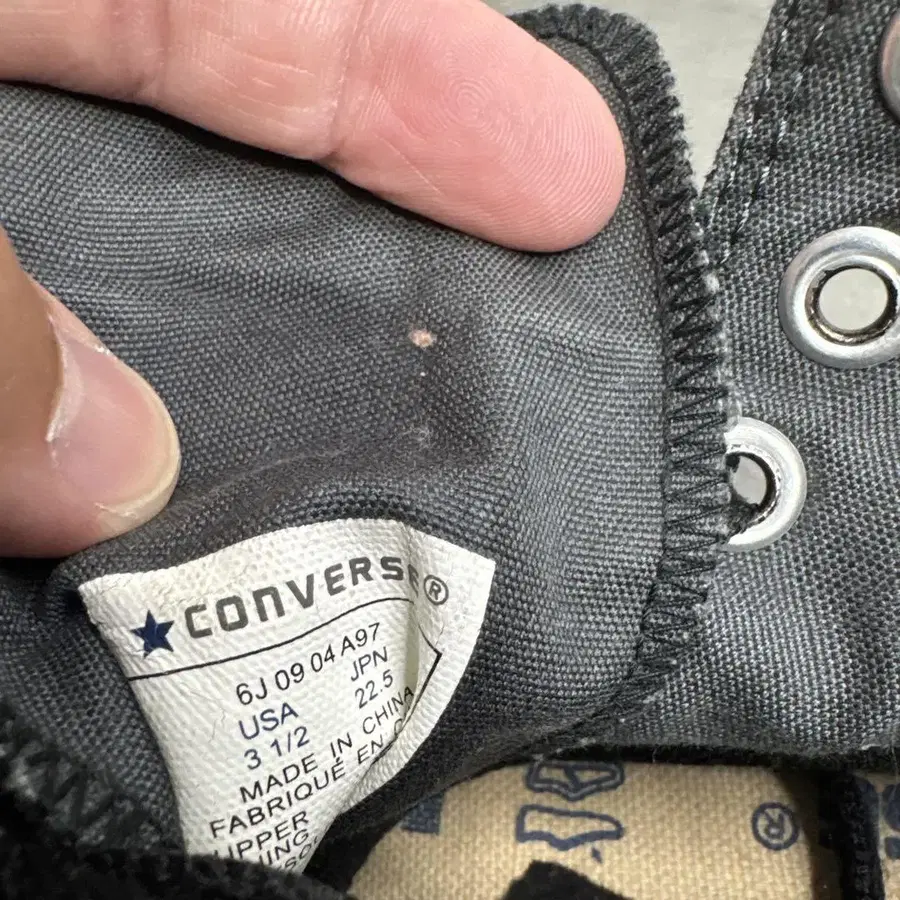 ★CONVERSE®
6J 09 04 A97
USA JPN
3 1/2 22.5
MADE IN CHINA
FABRIQUÉ EN
UPPER
®